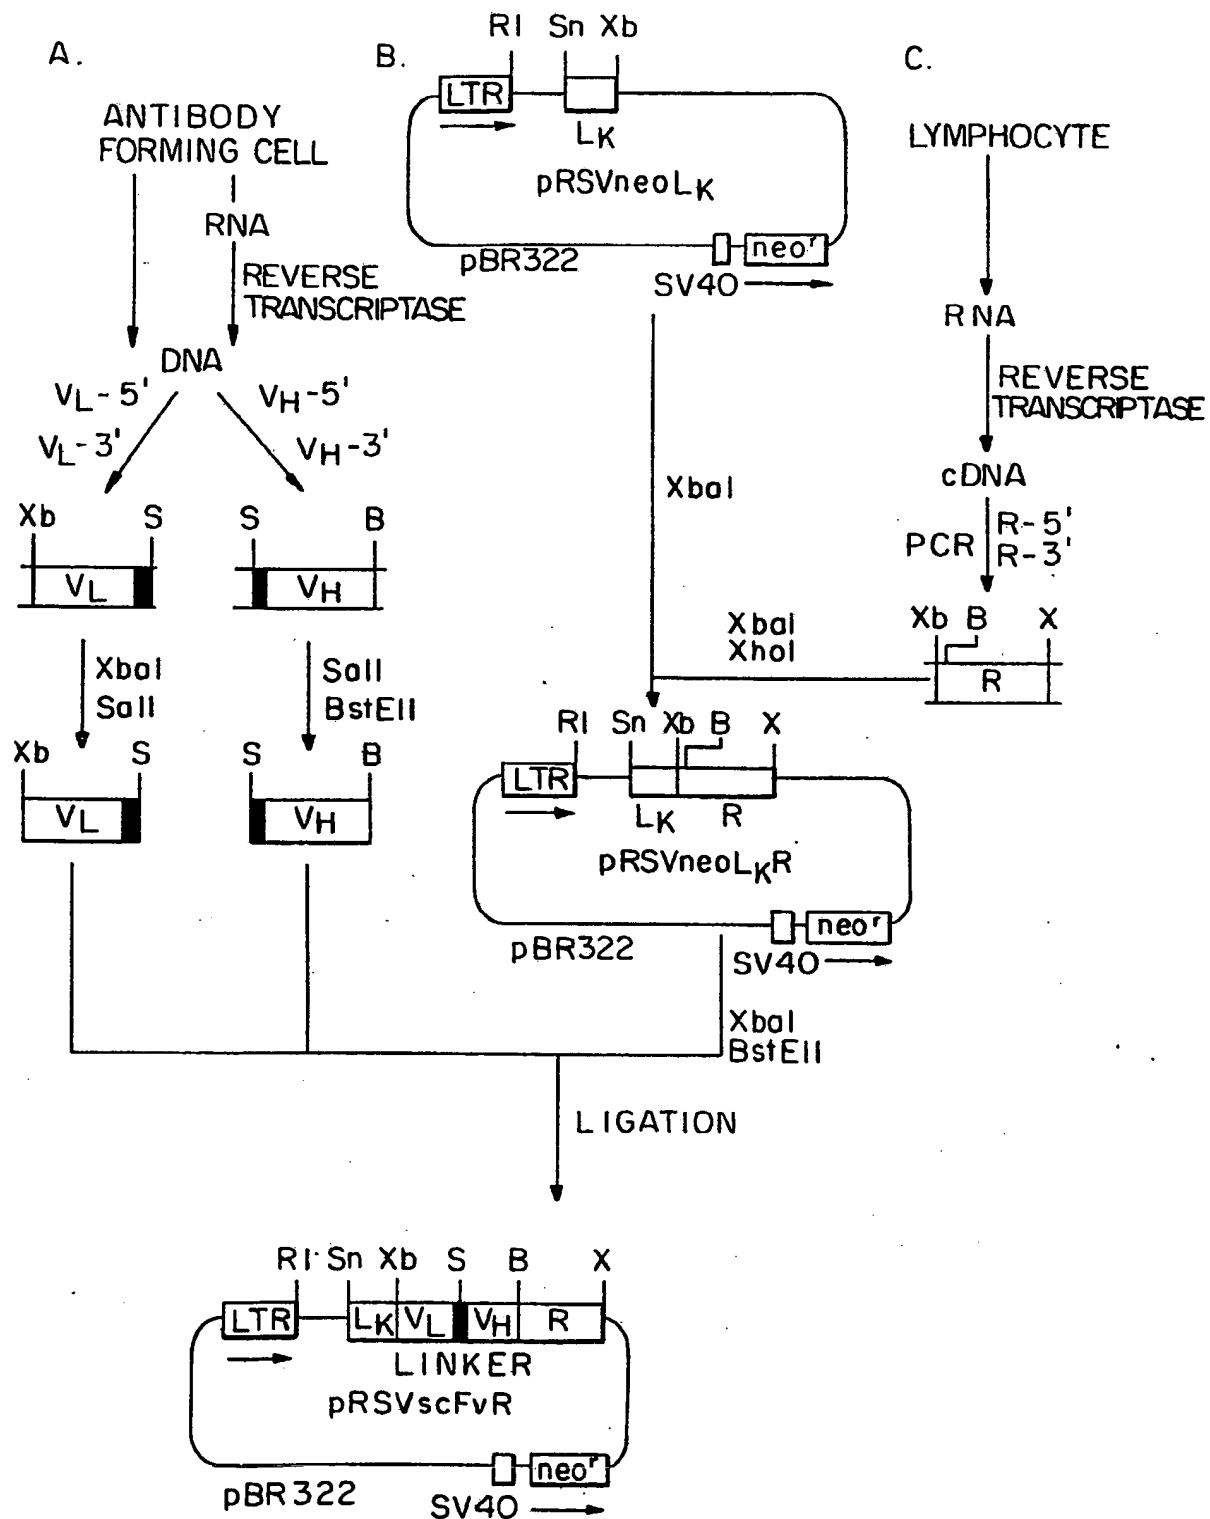 A.
ANTIBODY
FORMING CELL
RNA
REVERSE
TRANSCRIPTASE
DNA
VL-5'
VL-3'
VH-5'
VH-3'
Xb S
VL
S B
VH
XbaI
SalI
SalI
BstEII
Xb S
VL
S B
VH
B.
RI Sn Xb
LTR
LK
pRSVneoLK
pBR322
neo r
SV40
XbaI
C.
LYMPHOCYTE
RNA
REVERSE
TRANSCRIPTASE
cDNA
PCR
R-5'
R-3'
Xb B X
R
XbaI
XhoI
RI Sn Xb B X
LTR
LK R
pRSVneoLKR
pBR322
neo r
SV40
XbaI
BstEII
LIGATION
RI Sn Xb S B X
LTR LK VL VH R
LINKER
pRSVscFvR
pBR322
neo r
SV40